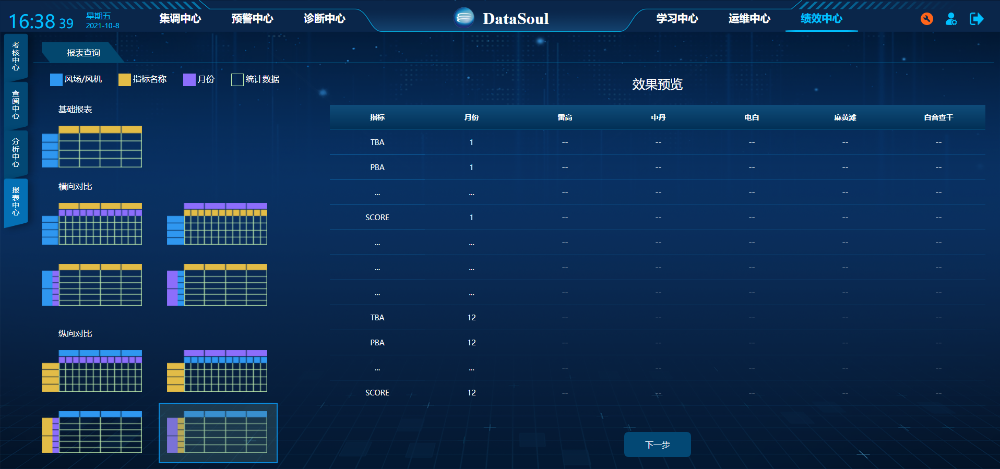 16:38 39
星期五
2021-10-8
集调中心
预警中心
诊断中心
DataSoul
学习中心
运维中心
绩效中心
考核中心
查阅中心
分析中心
报表中心
报表查询
风场/风机
指标名称
月份
统计数据
基础报表
横向对比
纵向对比
效果预览
指标 月份 雷高 中丹 电白 麻黄滩 白音查干
TBA 1 -- -- -- -- --
PBA 1 -- -- -- -- --
... ... -- -- -- -- --
SCORE 1 -- -- -- -- --
... ... -- -- -- -- --
... ... -- -- -- -- --
... ... -- -- -- -- --
TBA 12 -- -- -- -- --
PBA 12 -- -- -- -- --
... ... -- -- -- -- --
SCORE 12 -- -- -- -- --
下一步